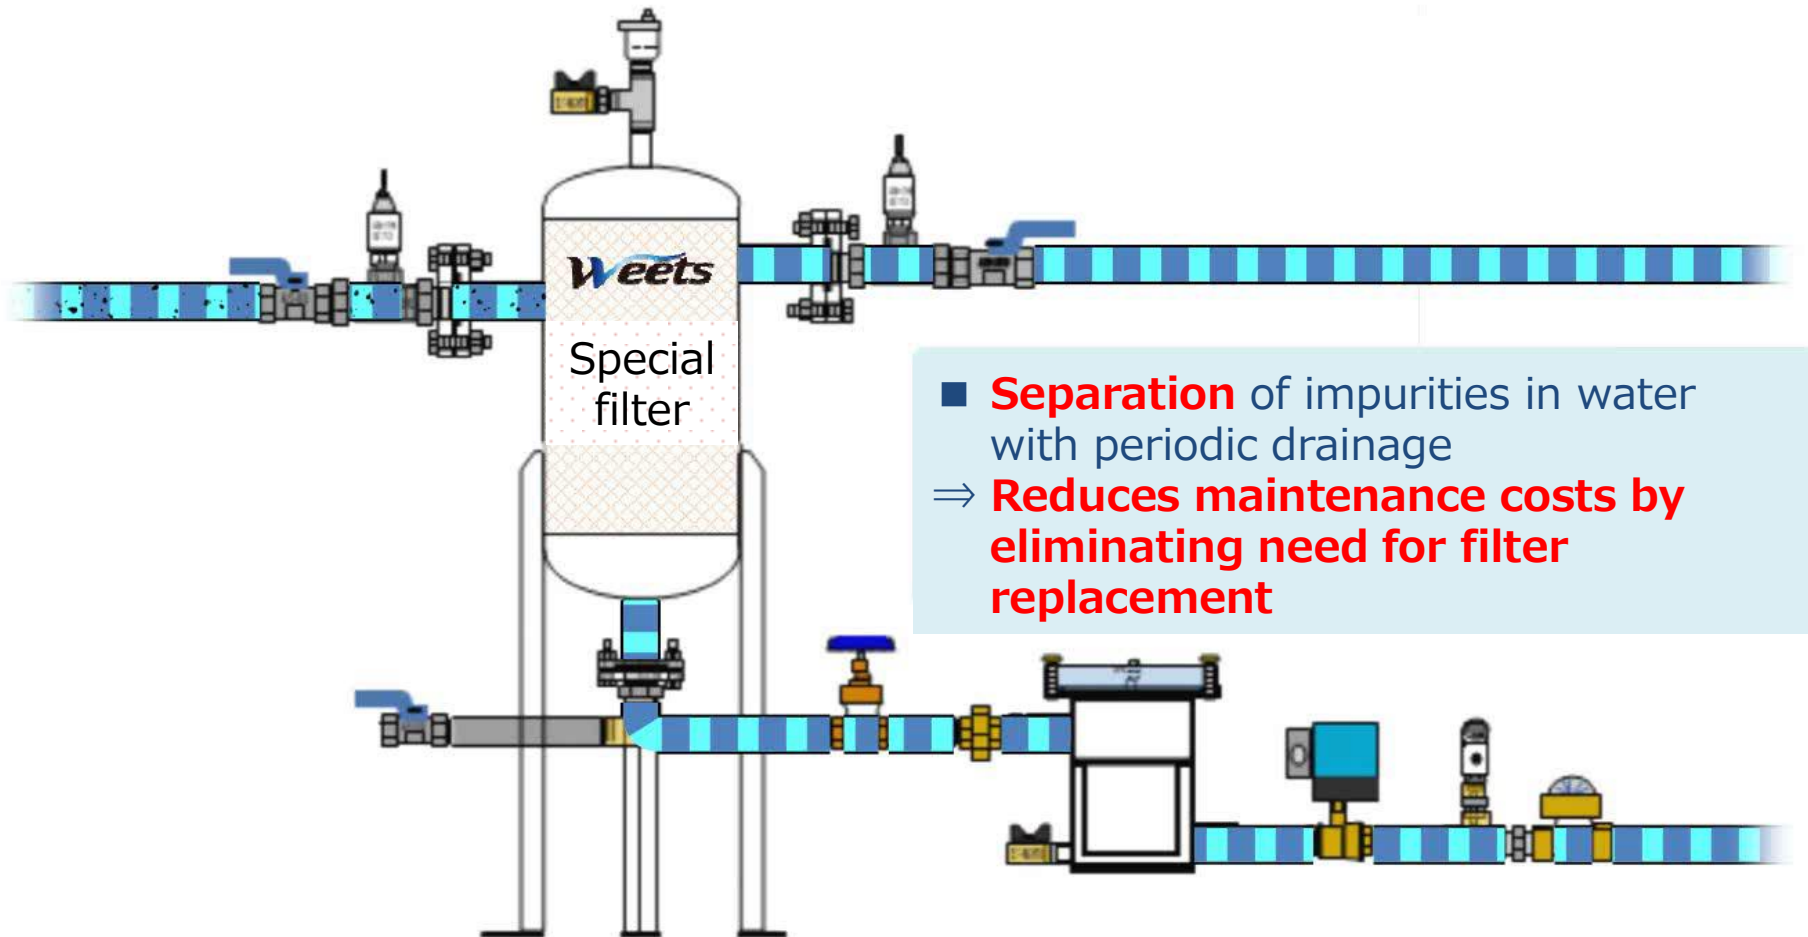 Weets
Special
filter
■ Separation of impurities in water
with periodic drainage
⇒ Reduces maintenance costs by
eliminating need for filter
replacement